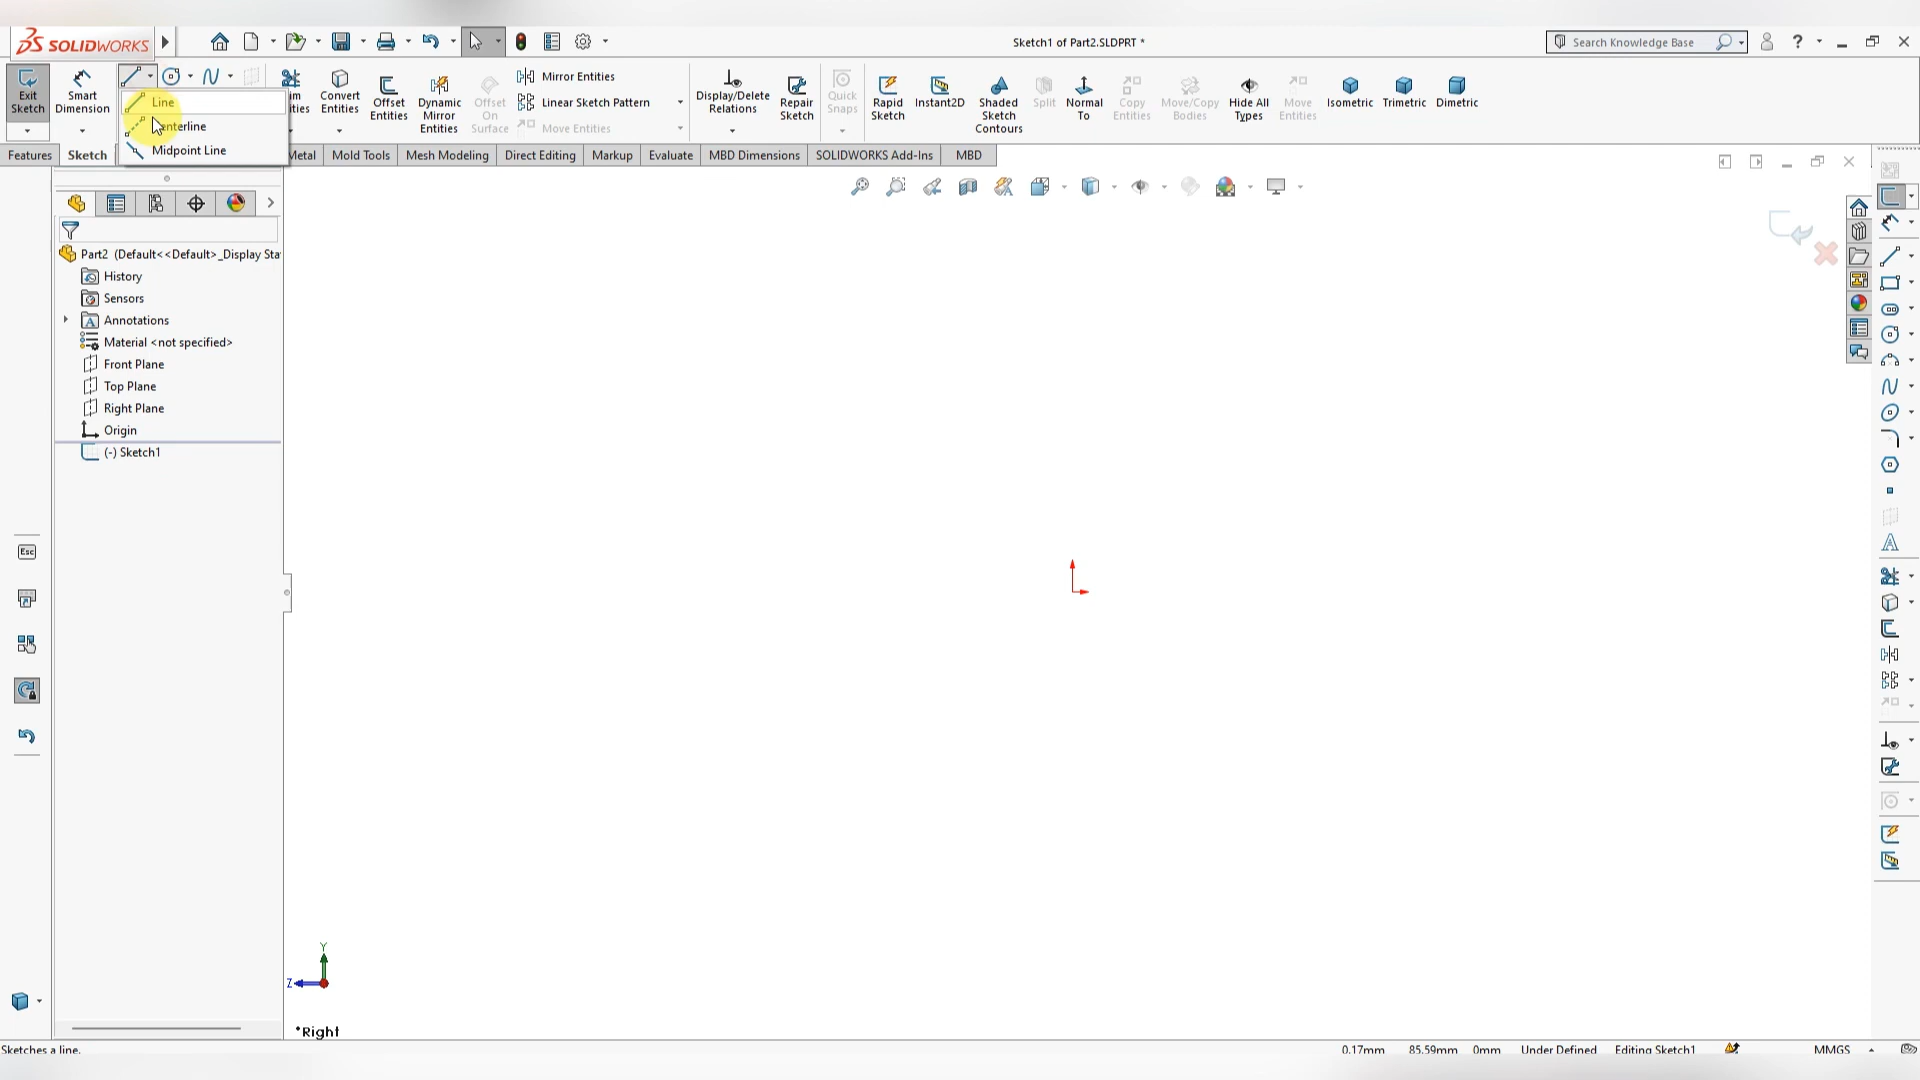 SOLIDWORKS
Sketch1 of Part2.SLDPRT *
Search Knowledge Base
?
Exit
Sketch
Smart
Dimension
Convert
Entities
Offset
Entities
Dynamic
Mirror
Entities
Offset
On
Surface
Mirror Entities
Linear Sketch Pattern
Move Entities
Display/Delete
Relations
Repair
Sketch
Quick
Snaps
Rapid
Sketch
Instant2D
Shaded
Sketch
Contours
Split
Normal
To
Copy
Entities
Move/Copy
Bodies
Hide All
Types
Move
Entities
Isometric
Trimetric
Dimetric
Line
enterline
Midpoint Line
Features
Sketch
Metal
Mold Tools
Mesh Modeling
Direct Editing
Markup
Evaluate
MBD Dimensions
SOLIDWORKS Add-Ins
MBD
Part2 (Default<<Default>_Display Sta
History
Sensors
Annotations
Material <not specified>
Front Plane
Top Plane
Right Plane
Origin
(-) Sketch1
Esc
Y
Z
*Right
Sketches a line.
0.17mm
85.59mm
0mm
Under Defined
Editing Sketch1
MMGS